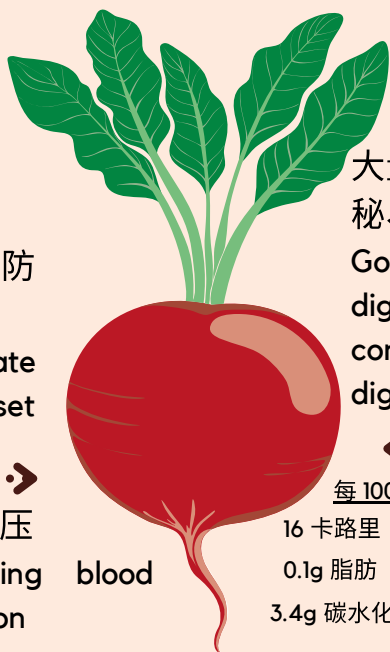 防
ate
set
压
ing blood
on
大
秘
Go
dig
con
dig
每 100
16 卡路里
0.1g 脂肪
3.4g 碳水化